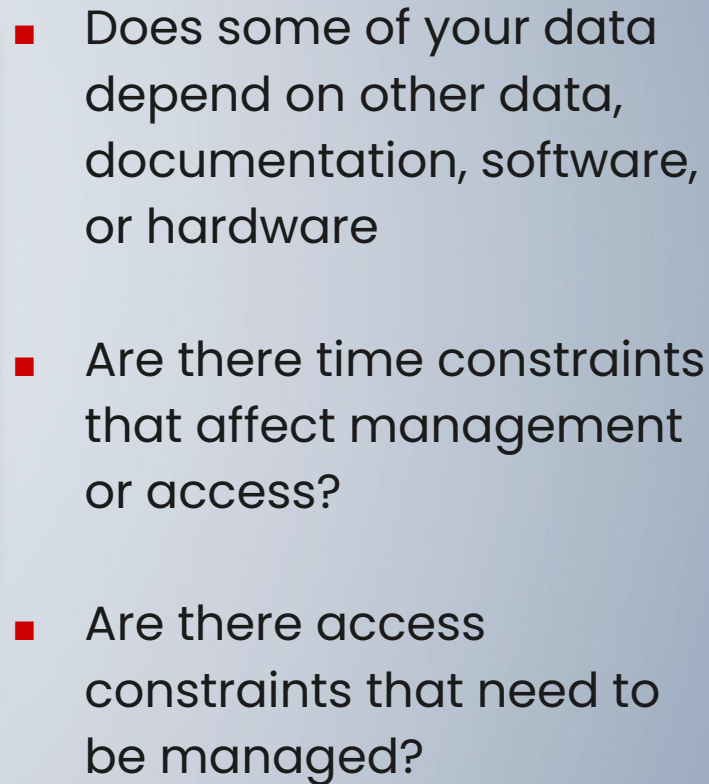 ▪ Does some of your data
depend on other data,
documentation, software,
or hardware
▪ Are there time constraints
that affect management
or access?
▪ Are there access
constraints that need to
be managed?